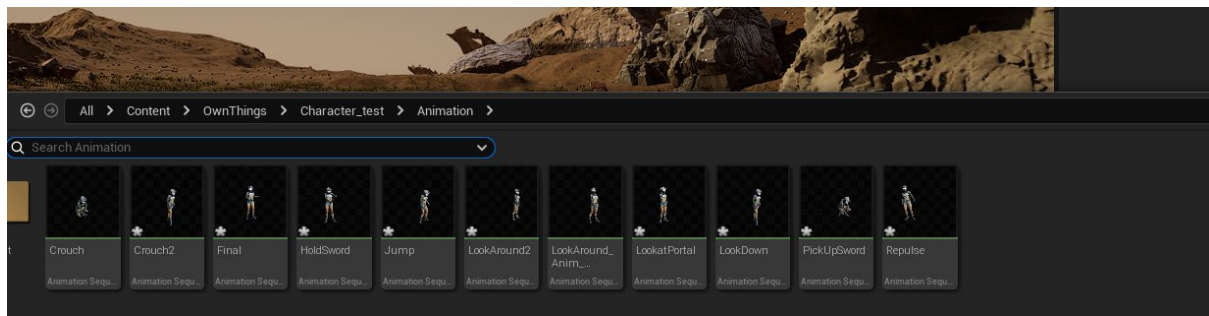 All > Content > OwnThings > Character_test > Animation >
Search Animation
t
Crouch
Crouch2
Final
HoldSword
Jump
LookAround2
LookAround_
Anim_...
LookatPortal
LookDown
PickUpSword
Repulse
Animation Sequ...
Animation Sequ...
Animation Sequ...
Animation Sequ...
Animation Sequ...
Animation Sequ...
Animation Sequ...
Animation Sequ...
Animation Sequ...
Animation Sequ...
Animation Sequ...